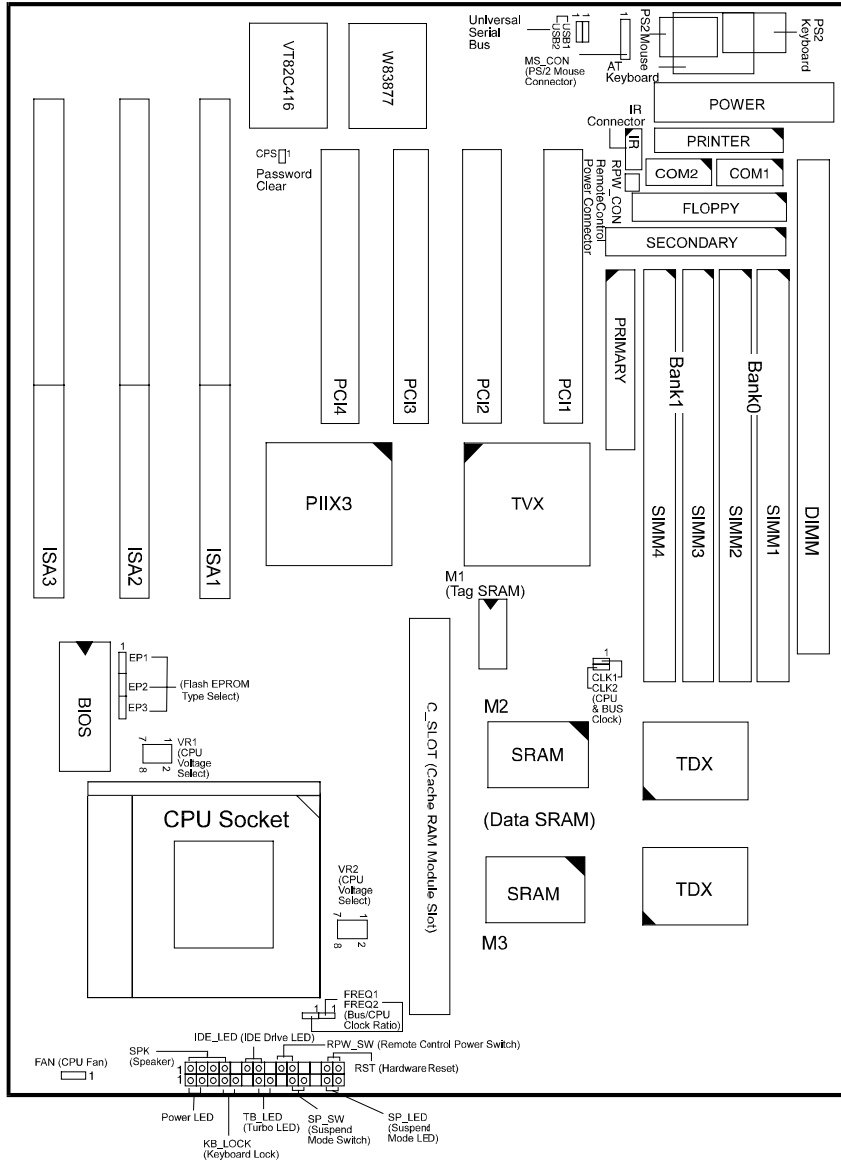 Universal
Serial
Bus
USB1
USB2
1
1
MS_CON
(PS/2 Mouse
Connector)
1
AT
Keyboard
PS2Mouse
PS2
Keyboard
VT82C416
W83877
POWER
IR
Connector
IR
PRINTER
CPS
1
Password
Clear
RPW_CON
RemoteControl
Power Connector
COM2
COM1
FLOPPY
SECONDARY
PRIMARY
Bank1
Bank0
PCI4
PCI3
PCI2
PCI1
PIIX3
TVX
ISA3
ISA2
ISA1
SIMM4
SIMM3
SIMM2
SIMM1
DIMM
M1
(Tag SRAM)
BIOS
1
EP1
EP2
EP3
(Flash EPROM
Type Select)
1
CLK1
CLK2
(CPU
& BUS
Clock)
7
1
8
2
VR1
(CPU
Voltage
Select)
C_SLOT (Cache RAM Module Slot)
M2
SRAM
TDX
CPU Socket
(Data SRAM)
SRAM
TDX
M3
VR2
(CPU
Voltage
Select)
7
1
8
2
1
1
FREQ1
FREQ2
(Bus/CPU
Clock Ratio)
IDE_LED (IDE Drive LED)
SPK
(Speaker)
RPW_SW (Remote Control Power Switch)
FAN (CPU Fan)
1
1
1
RST (Hardware Reset)
Power LED
TB_LED
(Turbo LED)
SP_SW
(Suspend
Mode Switch)
SP_LED
(Suspend
Mode LED)
KB_LOCK
(Keyboard Lock)